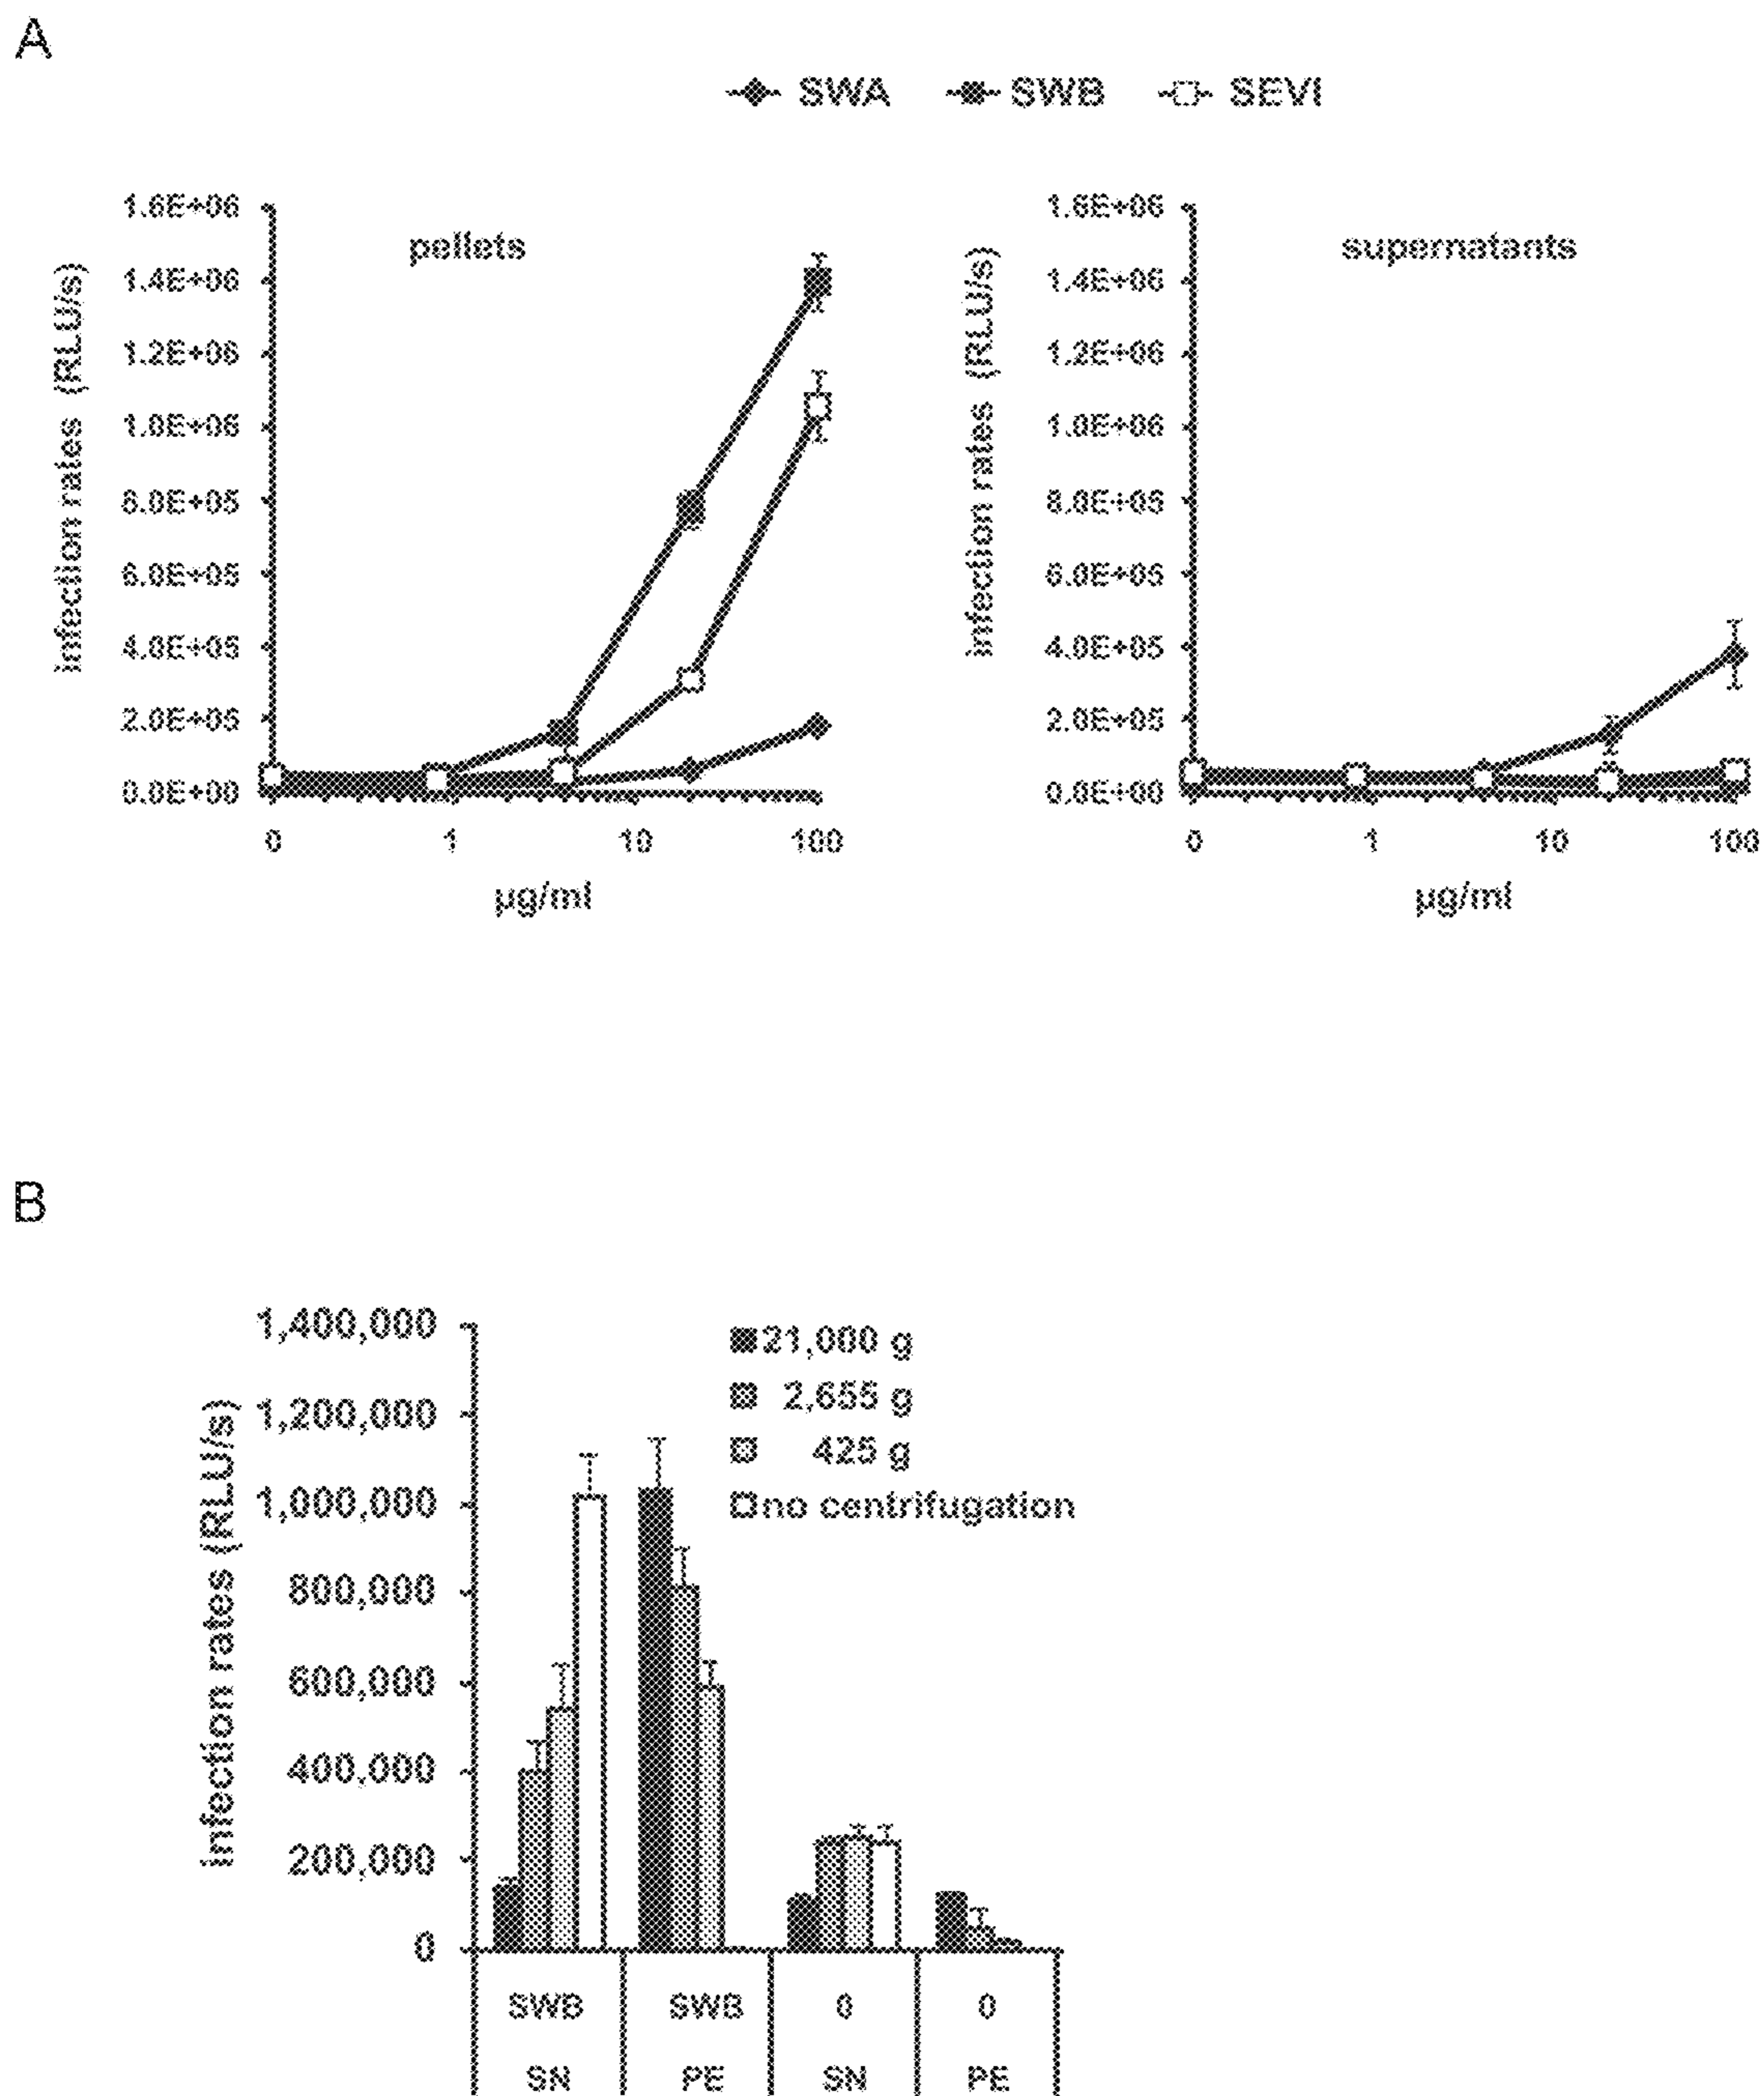 A
SWA SWB SEVI
pellets
Infection rates (RLU/s)
1.6E+06
1.4E+06
1.2E+06
1.0E+06
8.0E+05
6.0E+05
4.0E+05
2.0E+05
0.0E+00
0 1 10 100
µg/ml
supernatants
Infection rates (RLU/s)
1.6E+06
1.4E+06
1.2E+06
1.0E+06
8.0E+05
6.0E+05
4.0E+05
2.0E+05
0.0E+00
0 1 10 100
µg/ml
B
Infection rates (RLU/s)
1,400,000
1,200,000
1,000,000
800,000
600,000
400,000
200,000
0
21,000 g
2,655 g
425 g
no centrifugation
SWB SWB 0 0
SN PE SN PE